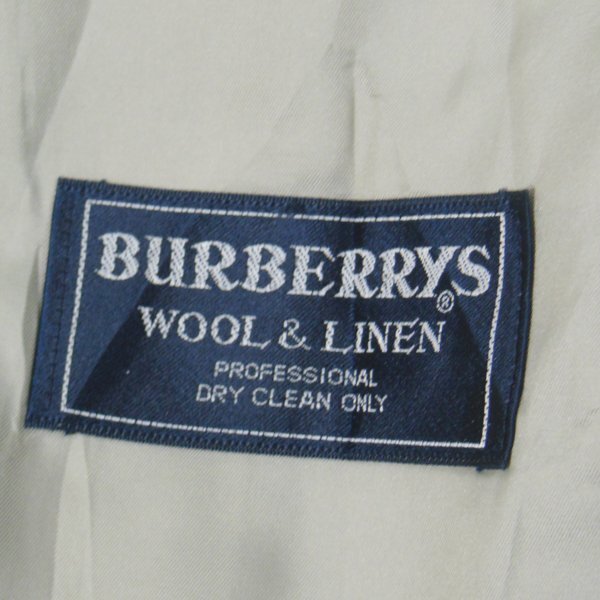 BURBERRYS®
WOOL & LINEN
PROFESSIONAL
DRY CLEAN ONLY